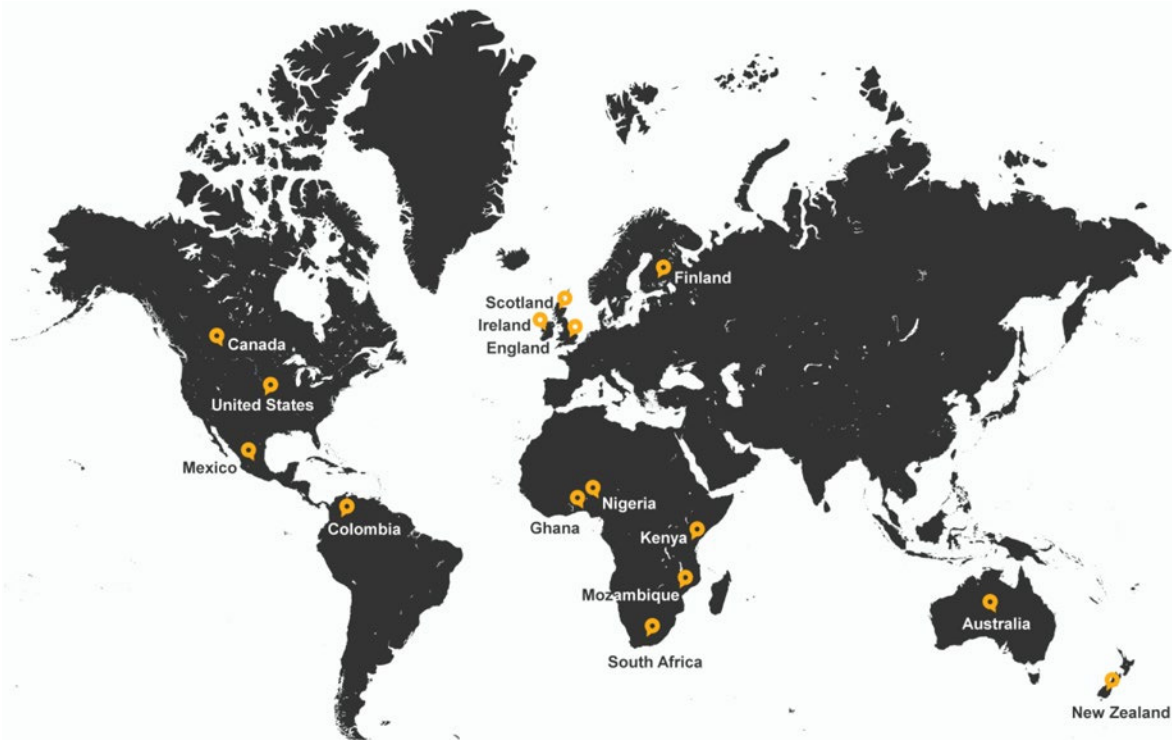 Finland
Scotland
Ireland
England
Canada
United States
Mexico
Colombia
Nigeria
Ghana
Kenya
Mozambique
Australia
South Africa
New Zealand